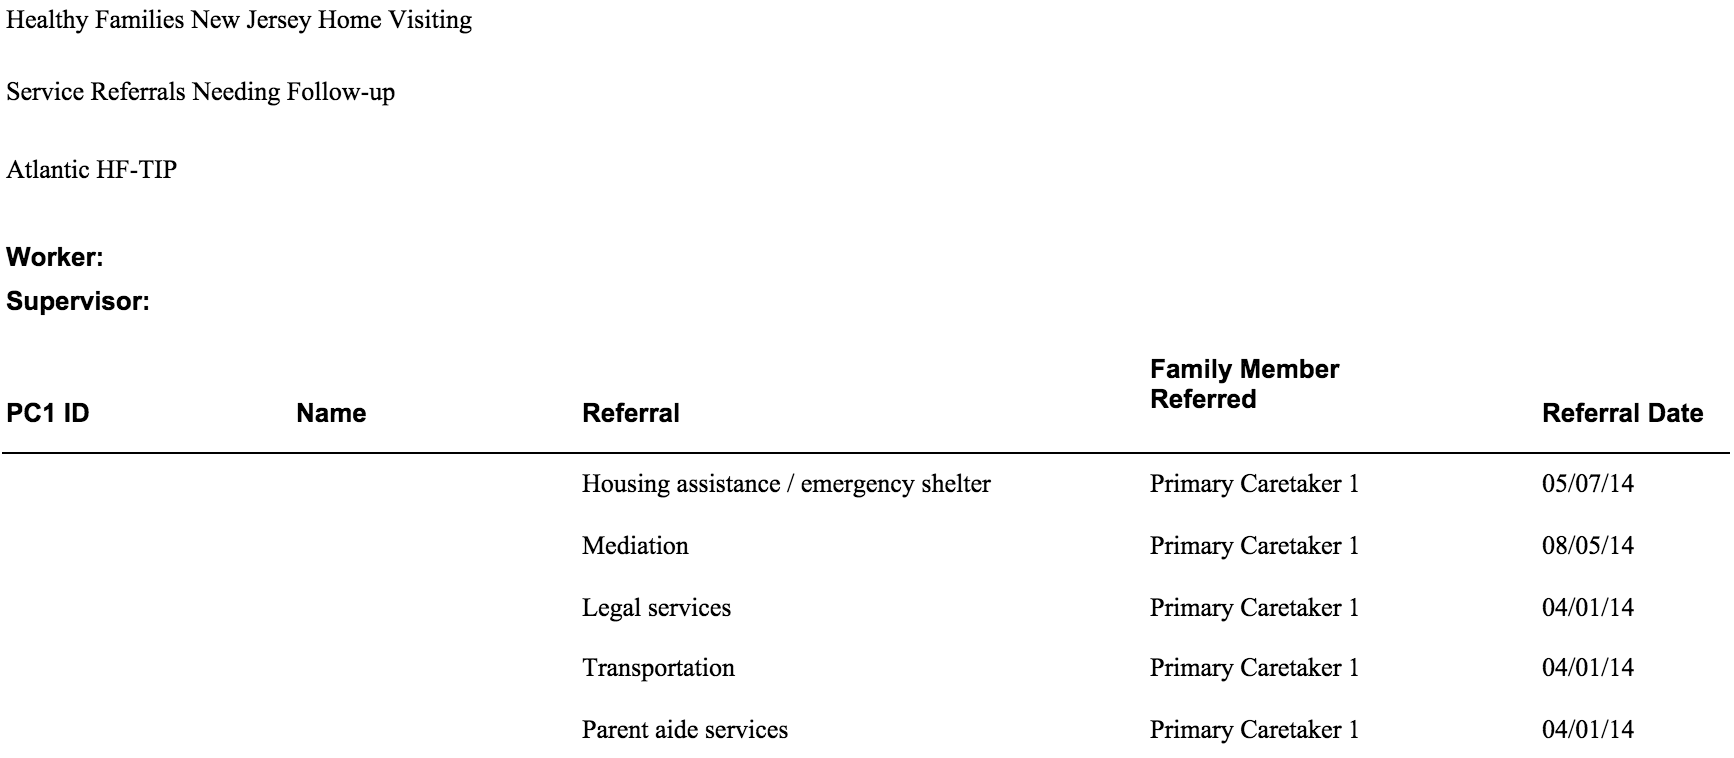 Healthy Families New Jersey Home Visiting
Service Referrals Needing Follow-up
Atlantic HF-TIP
Worker:
Supervisor:
PC1 ID Name Referral Family Member Referred Referral Date
Housing assistance / emergency shelter Primary Caretaker 1 05/07/14
Mediation Primary Caretaker 1 08/05/14
Legal services Primary Caretaker 1 04/01/14
Transportation Primary Caretaker 1 04/01/14
Parent aide services Primary Caretaker 1 04/01/14